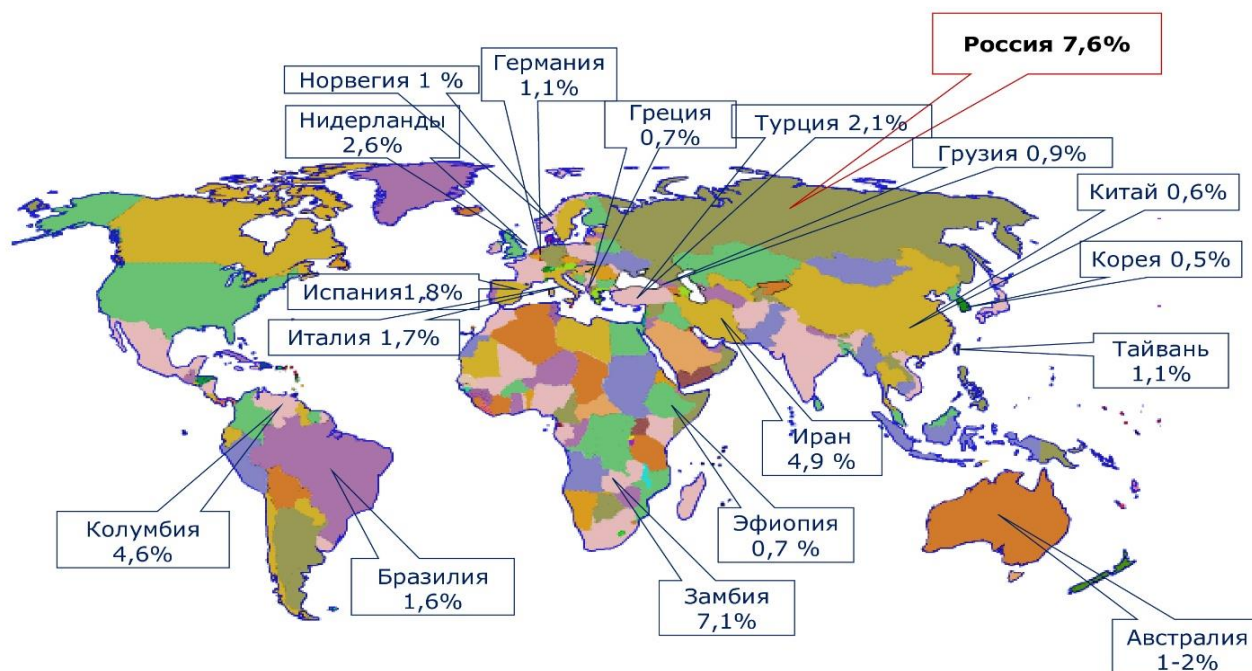 Россия 7,6%
Германия
1,1%
Норвегия 1 %
Греция
0,7%
Турция 2,1%
Нидерланды
2,6%
Грузия 0,9%
Китай 0,6%
Корея 0,5%
Испания1,8%
Италия 1,7%
Тайвань
1,1%
Иран
4,9 %
Колумбия
4,6%
Эфиопия
0,7 %
Бразилия
1,6%
Замбия
7,1%
Австралия
1-2%